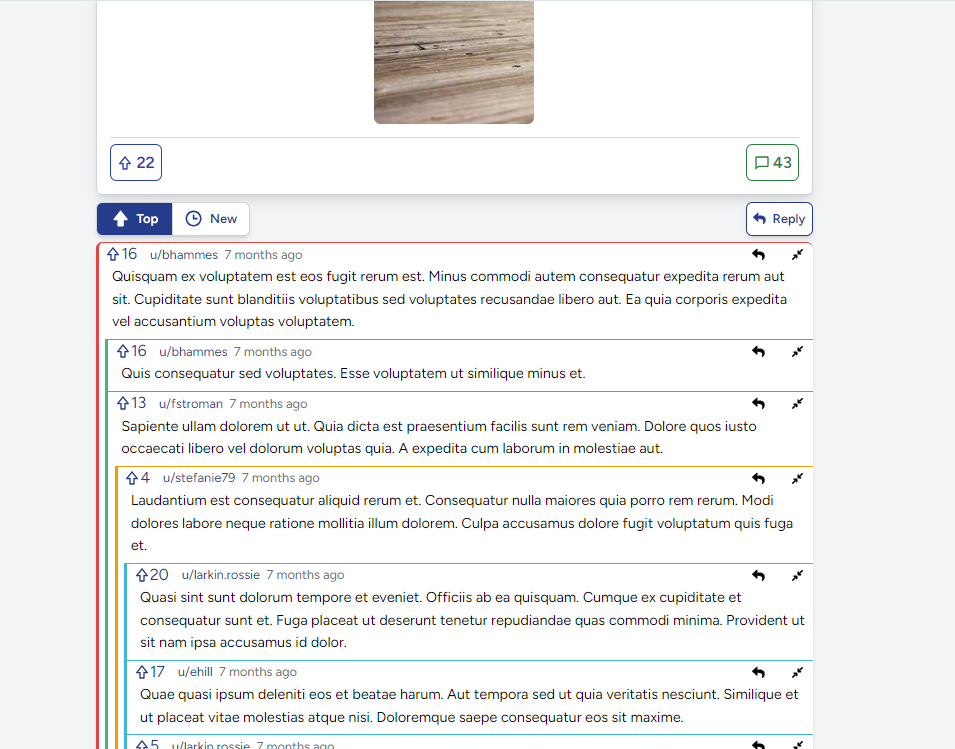 22
43
Top New Reply
16 u/bhammes 7 months ago
Quisquam ex voluptatem est eos fugit rerum est. Minus commodi autem consequatur expedita rerum aut
sit. Cupiditate sunt blanditiis voluptatibus sed voluptates recusandae libero aut. Ea quia corporis expedita
vel accusantium voluptas voluptatem.
16 u/bhammes 7 months ago
Quis consequatur sed voluptates. Esse voluptatem ut similique minus et.
13 u/fstroman 7 months ago
Sapiente ullam dolorem ut ut. Quia dicta est praesentium facilis sunt rem veniam. Dolore quos iusto
occaecati libero vel dolorum voluptas quia. A expedita cum laborum in molestiae aut.
4 u/stefanie79 7 months ago
Laudantium est consequatur aliquid rerum et. Consequatur nulla maiores quia porro rem rerum. Modi
dolores labore neque ratione mollitia illum dolorem. Culpa accusamus dolore fugit voluptatum quis fuga
et.
20 u/larkin.rossie 7 months ago
Quasi sint sunt dolorum tempore et eveniet. Officiis ab ea quisquam. Cumque ex cupiditate et
consequatur sunt et. Fuga placeat ut deserunt tenetur repudiandae quas commodi minima. Provident ut
sit nam ipsa accusamus id dolor.
17 u/ehill 7 months ago
Quae quasi ipsum deleniti eos et beatae harum. Aut tempora sed ut quia veritatis nesciunt. Similique et
ut placeat vitae molestias atque nisi. Doloremque saepe consequatur eos sit maxime.
5 u/larkin.rossie 7 months ago